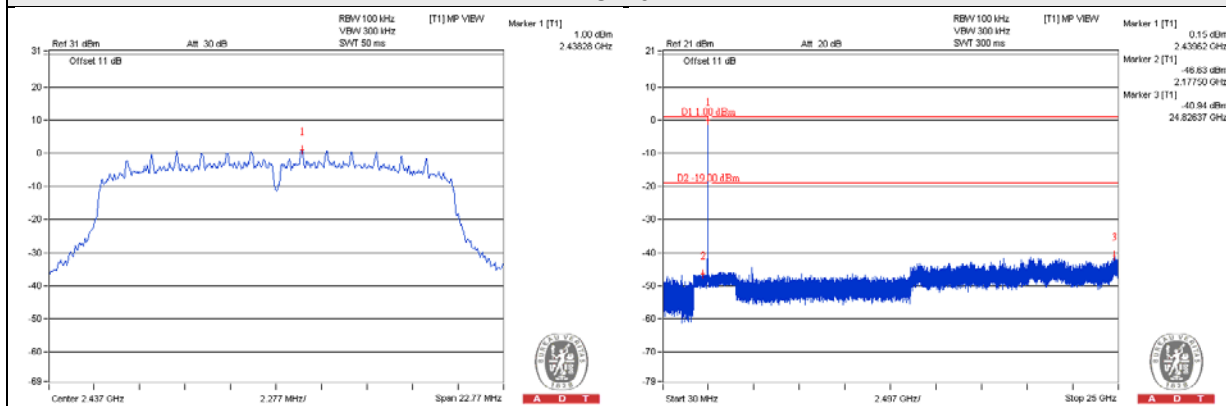 RBW 100 kHz
VBW 300 kHz
SWT 50 ms
[T1] MP VIEW
Marker 1 [T1]
1.00 dBm
2.43828 GHz
Ref 31 dBm
Att 30 dB
Offset 11 dB
31
20
10
0
-10
-20
-30
-40
-50
-60
-69
1
Center 2.437 GHz
2.277 MHz/
Span 22.77 MHz
BUREAU VERITAS
1828
A D T
RBW 100 kHz
VBW 300 kHz
SWT 300 ms
[T1] MP VIEW
Marker 1 [T1]
0.15 dBm
2.43962 GHz
Marker 2 [T1]
-46.63 dBm
2.17750 GHz
Marker 3 [T1]
-40.94 dBm
24.82637 GHz
Ref 21 dBm
Att 20 dB
Offset 11 dB
21
10
0
-10
-20
-30
-40
-50
-60
-70
-79
1
D1 1.00 dBm
D2 -19.00 dBm
2
3
Start 30 MHz
2.497 GHz/
Stop 25 GHz
BUREAU VERITAS
1828
A D T